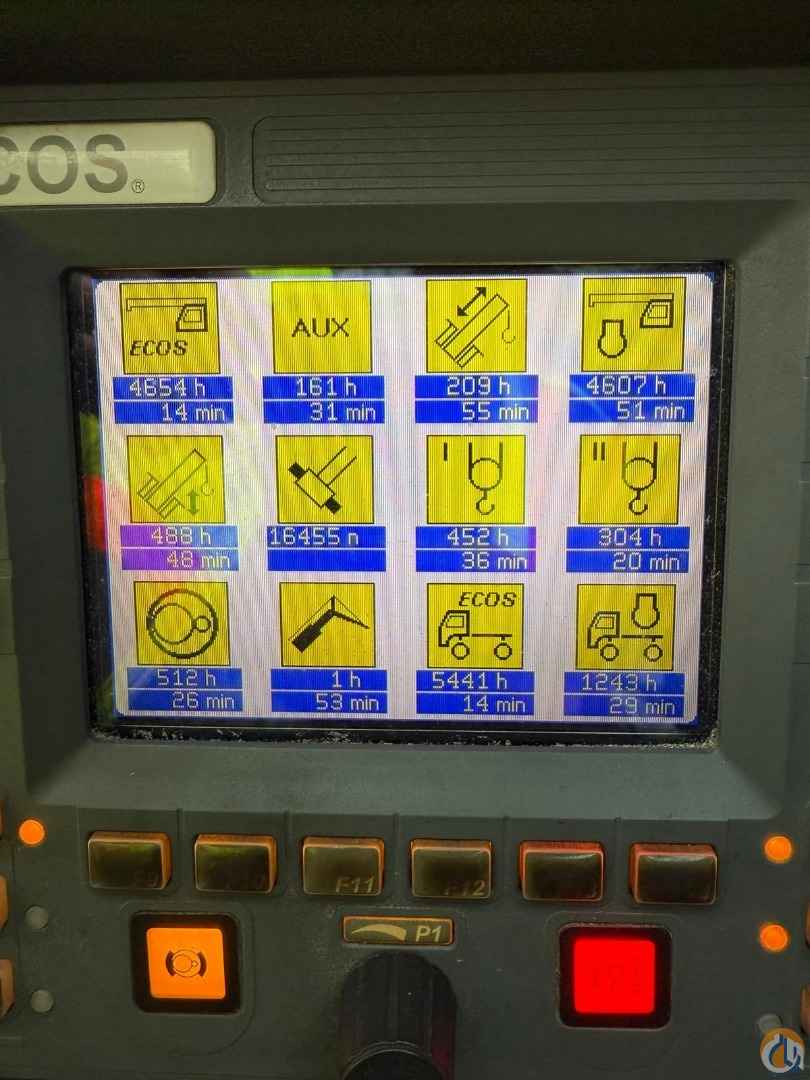 COS®
ECOS
AUX
4654 h
161 h
209 h
4607 h
14 min
31 min
55 min
51 min
I
II
488 h
16455 n
452 h
304 h
48 min
36 min
20 min
ECOS
512 h
1 h
5441 h
1243 h
26 min
53 min
14 min
29 min
F11
F12
P1